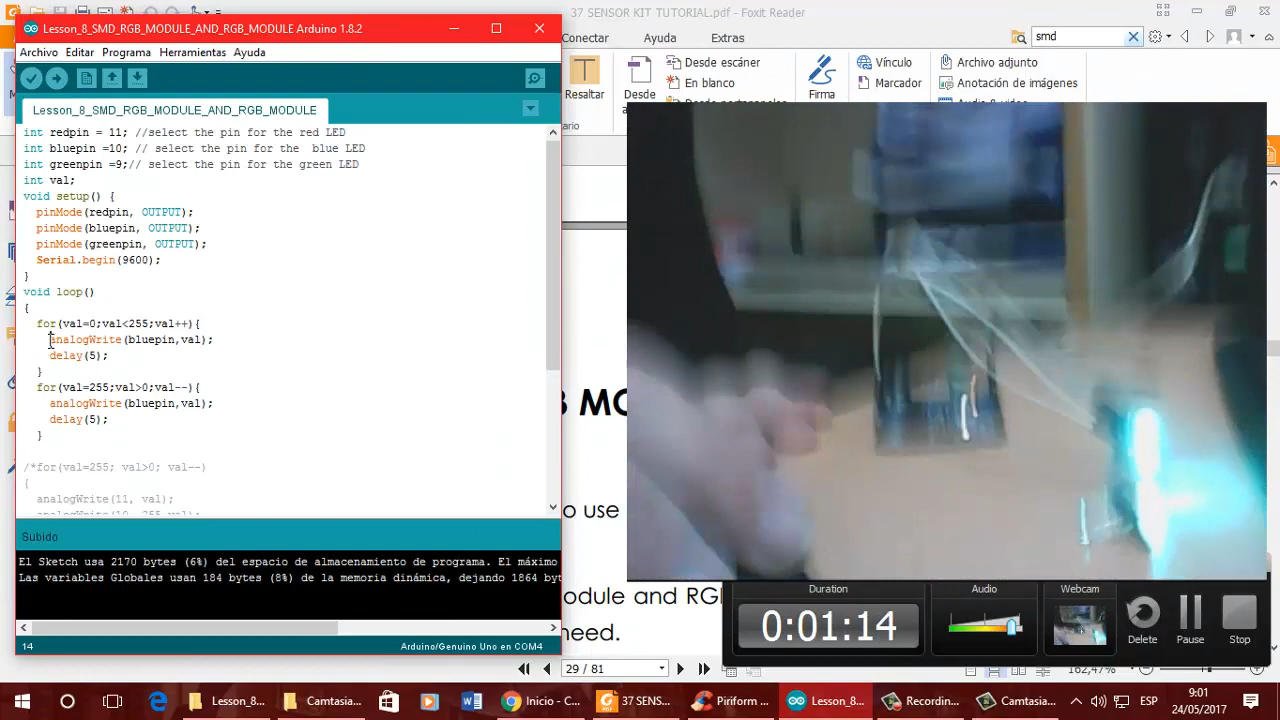 37 SENSOR KIT TUTORIAL.pdf - Foxit Reader
Lesson_8_SMD_RGB_MODULE_AND_RGB_MODULE Arduino 1.8.2
Conectar Ayuda Extras
smd
Archivo Editar Programa Herramientas Ayuda
Resaltar
Desde
Desde escáner
En blanco
Firma
Vínculo
Marcador
Archivo adjunto
Anotación de imágenes
Lesson_8_SMD_RGB_MODULE_AND_RGB_MODULE
int redpin = 11; //select the pin for the red LED
int bluepin =10; // select the pin for the  blue LED
int greenpin =9;// select the pin for the green LED
int val;
void setup() {
  pinMode(redpin, OUTPUT);
  pinMode(bluepin, OUTPUT);
  pinMode(greenpin, OUTPUT);
  Serial.begin(9600);
}
void loop()
{
  for(val=0;val<255;val++){
    analogWrite(bluepin,val);
    delay(5);
  }
  for(val=255;val>0;val--){
    analogWrite(bluepin,val);
    delay(5);
  }
/*for(val=255; val>0; val--)
{
  analogWrite(11, val);
Subido
El Sketch usa 2170 bytes (6%) del espacio de almacenamiento de programa. El máximo
Las variables Globales usan 184 bytes (8%) de la memoria dinámica, dejando 1864 byt
14
Arduino/Genuino Uno en COM4
B MO
o use
odule and RGI
need.
29 / 81
Duration
0:01:14
Audio
Webcam
Delete
Pause
Stop
162,47%
Lesson_8...
Camtasia...
Inicio - C...
37 SENS...
Piriform ...
Lesson_8...
Recordin...
Camtasia...
ESP
9:01
24/05/2017